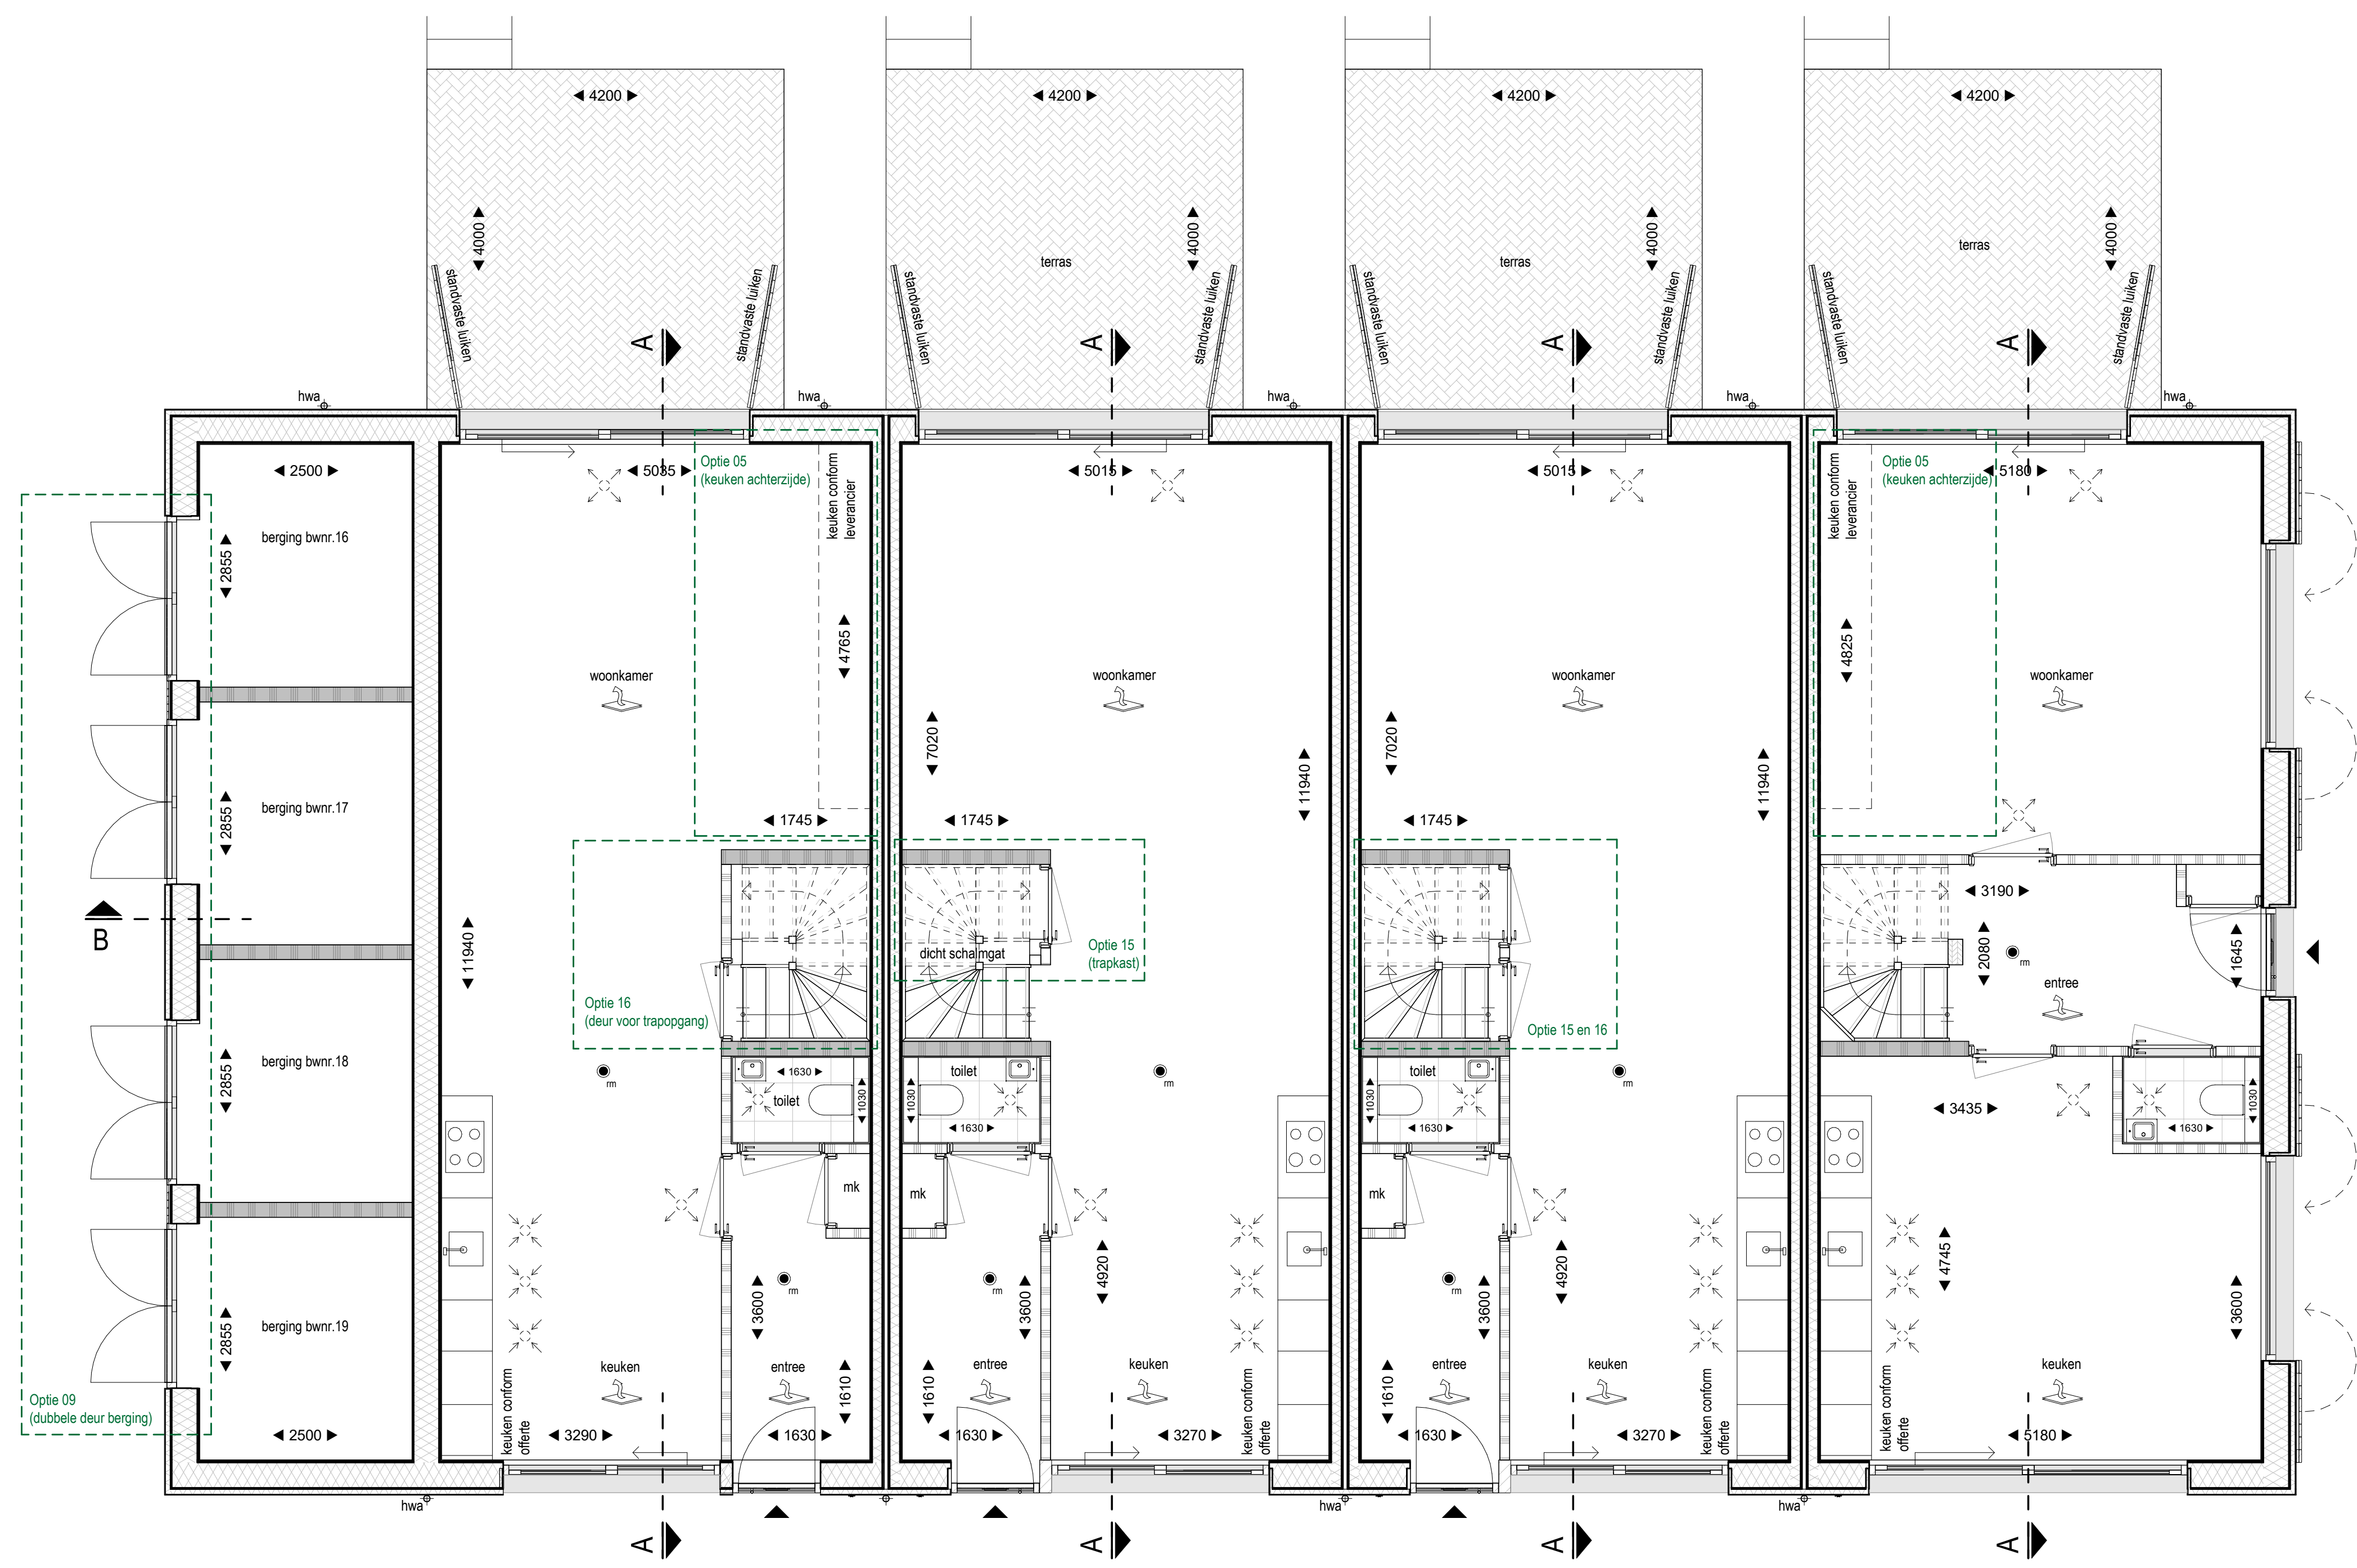 4200
4200
4200
4200
4000
4000
4000
4000
terras
terras
terras
standvaste luiken
standvaste luiken
standvaste luiken
standvaste luiken
standvaste luiken
standvaste luiken
standvaste luiken
standvaste luiken
A
A
A
A
hwa
hwa
hwa
hwa
hwa
2500
5035
5015
5015
5180
Optie 05
(keuken achterzijde)
Optie 05
(keuken achterzijde)
keuken conform
leverancier
keuken conform
leverancier
berging bwnr.16
2855
4765
4825
woonkamer
woonkamer
woonkamer
woonkamer
7020
7020
11940
11940
berging bwnr.17
2855
1745
1745
1745
3190
B
11940
dicht schalmgat
Optie 15
(trapkast)
2080
rm
1645
entree
Optie 16
(deur voor trapopgang)
Optie 15 en 16
berging bwnr.18
2855
rm
1630
toilet
1030
toilet
1030
1630
rm
toilet
1030
1630
rm
3435
1630
1030
mk
mk
mk
4920
4920
4745
rm
3600
rm
3600
rm
3600
3600
berging bwnr.19
2855
keuken
entree
entree
keuken
entree
keuken
keuken
1610
1610
1610
Optie 09
(dubbele deur berging)
keuken conform
offerte
keuken conform
offerte
keuken conform
offerte
keuken conform
offerte
2500
3290
1630
1630
3270
1630
3270
5180
hwa
hwa
hwa
A
A
A
A